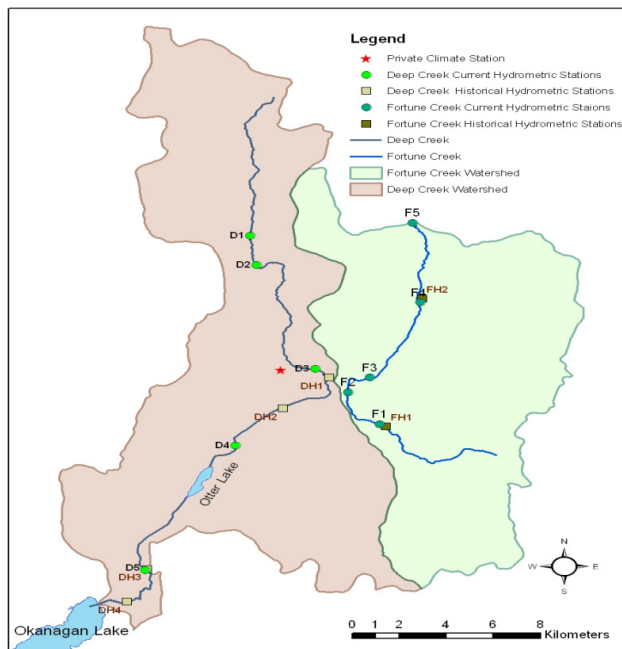 Legend
Private Climate Station
Deep Creek Current Hydrometric Stations
Deep Creek Historical Hydrometric Stations
Fortune Creek Current Hydrometric Staions
Fortune Creek Historical Hydrometric Stations
Deep Creek
Fortune Creek
Fortune Creek Watershed
Deep Creek Watershed
F5
D1
D2
FH2
F4
D3
DH1
F3
F2
DH2
F1
FH1
D4
Otter Lake
D5
DH3
DH4
Okanagan Lake
N
W E
S
0 1 2 4 6 8
Kilometers